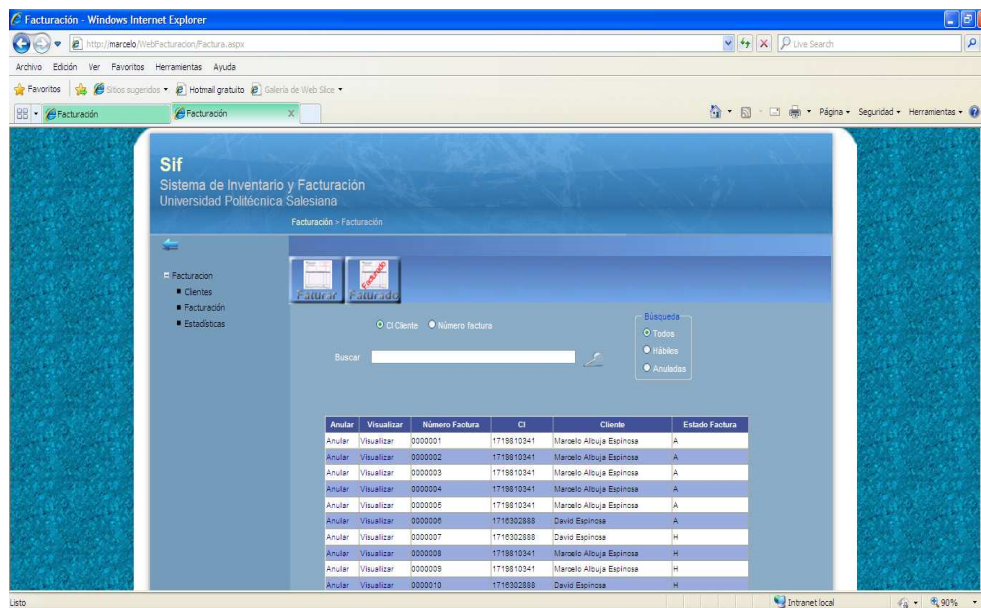 Facturación - Windows Internet Explorer
http://marcelo/WebFacturacion/Factura.aspx
Live Search
Archivo Edición Ver Favoritos Herramientas Ayuda
Favoritos Sitios sugeridos Hotmail gratuito Galería de Web Slice
Facturación Facturación X Página Seguridad Herramientas
Sif
Sistema de Inventario y Facturación
Universidad Politécnica Salesiana
Facturación > Facturación
Facturacion
Clientes
Facturación
Estadísticas
Faturar Faturado
Facturado
CI Cliente Número factura
Buscar
Búsqueda
Todos
Hábiles
Anuladas
Anular Visualizar Número Factura CI Cliente Estado Factura
Anular Visualizar 0000001 1719810341 Marcelo Albuja Espinosa A
Anular Visualizar 0000002 1719810341 Marcelo Albuja Espinosa A
Anular Visualizar 0000003 1719810341 Marcelo Albuja Espinosa A
Anular Visualizar 0000004 1719810341 Marcelo Albuja Espinosa A
Anular Visualizar 0000005 1719810341 Marcelo Albuja Espinosa A
Anular Visualizar 0000006 1716302888 David Espinosa A
Anular Visualizar 0000007 1716302888 David Espinosa H
Anular Visualizar 0000008 1719810341 Marcelo Albuja Espinosa H
Anular Visualizar 0000009 1719810341 Marcelo Albuja Espinosa H
Anular Visualizar 0000010 1716302888 David Espinosa H
Listo Intranet local 90%